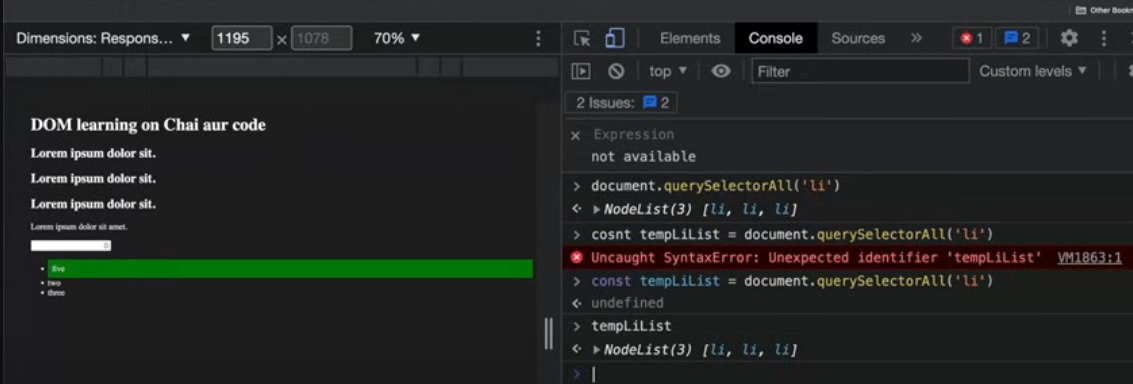 Other Bookm
Dimensions: Respons... ▼ 1195 × 1078 70% ▼
Elements Console Sources » 1 2
top ▼ Filter Custom levels ▼
2 Issues: 2
× Expression
not available
> document.querySelectorAll('li')
NodeList(3) [li, li, li]
> cosnt tempLiList = document.querySelectorAll('li')
Uncaught SyntaxError: Unexpected identifier 'tempLiList' VM1863:1
> const tempLiList = document.querySelectorAll('li')
undefined
> tempLiList
NodeList(3) [li, li, li]
>
DOM learning on Chai aur code
Lorem ipsum dolor sit.
Lorem ipsum dolor sit.
Lorem ipsum dolor sit.
Lorem ipsum dolor sit amet.
• five
• two
• three